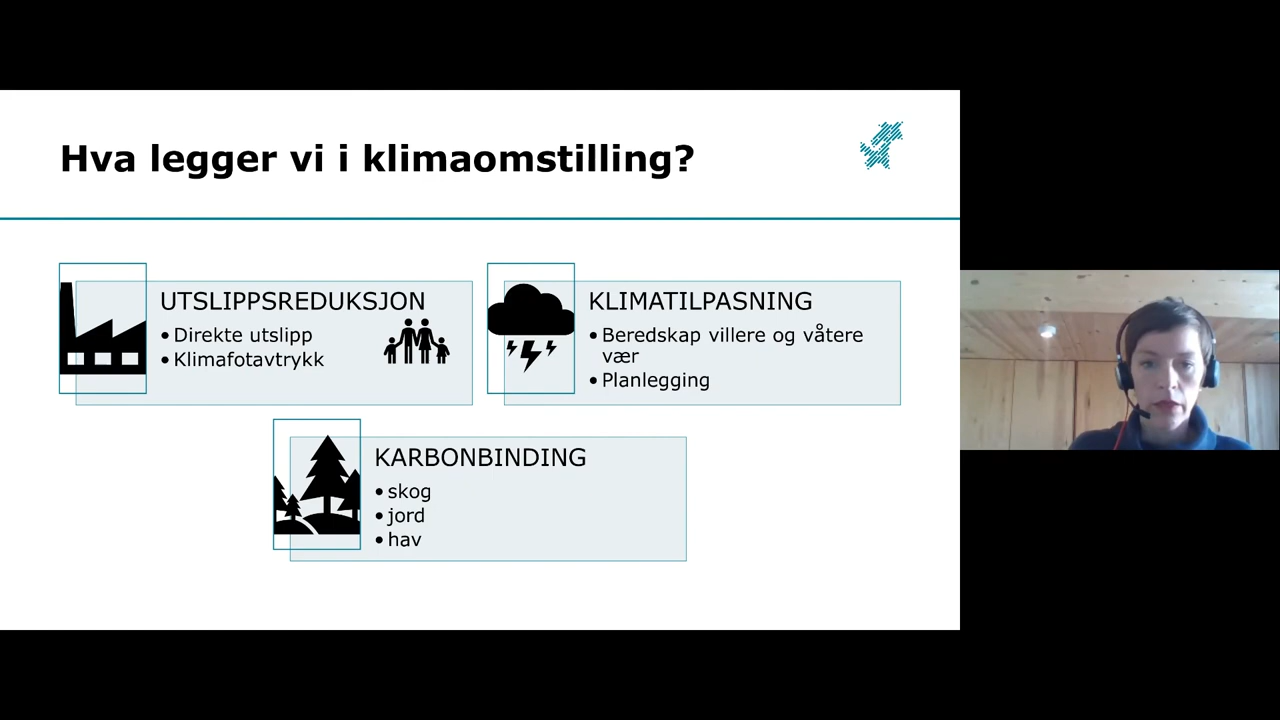 Hva legger vi i klimaomstilling?
UTSLIPPSREDUKSJON
• Direkte utslipp
• Klimafotavtrykk
KLIMATILPASNING
• Beredskap villere og våtere
vær
• Planlegging
KARBONBINDING
• skog
• jord
• hav